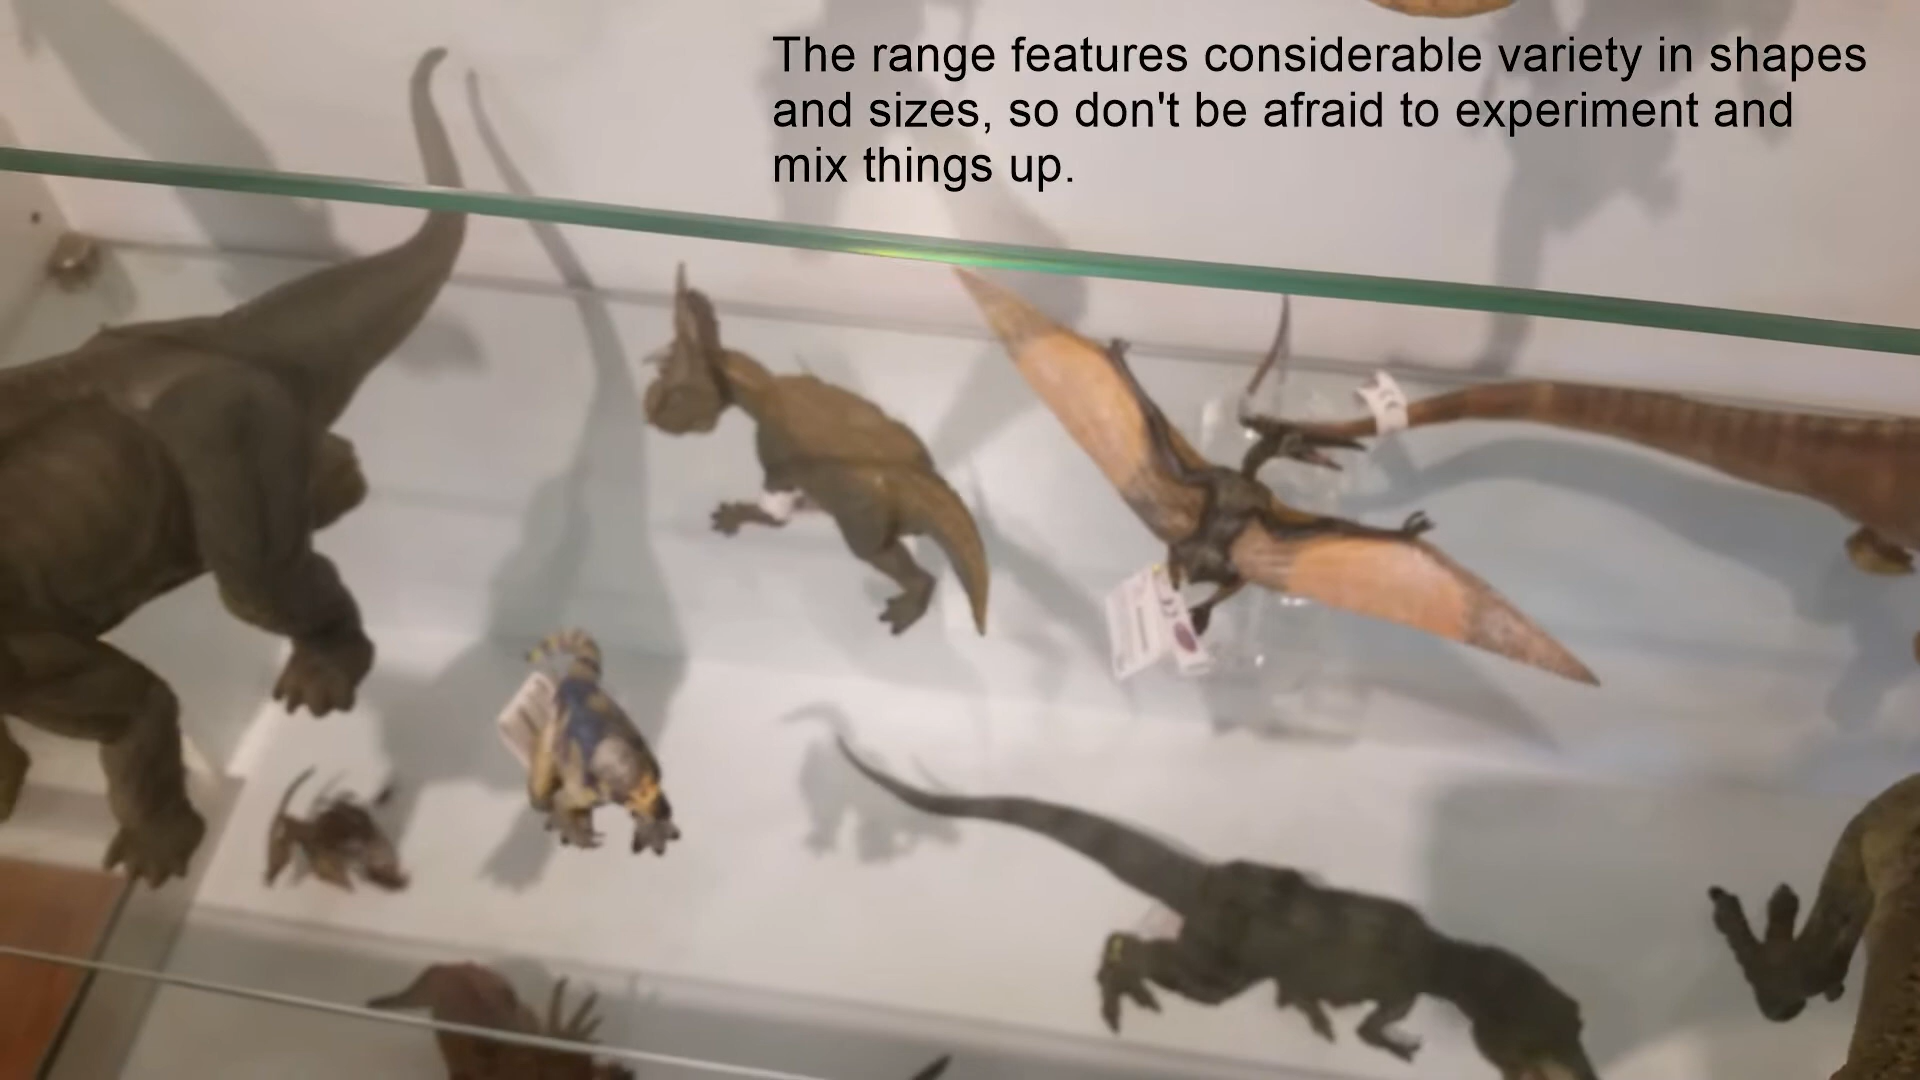 The range features considerable variety in shapes
and sizes, so don't be afraid to experiment and
mix things up.